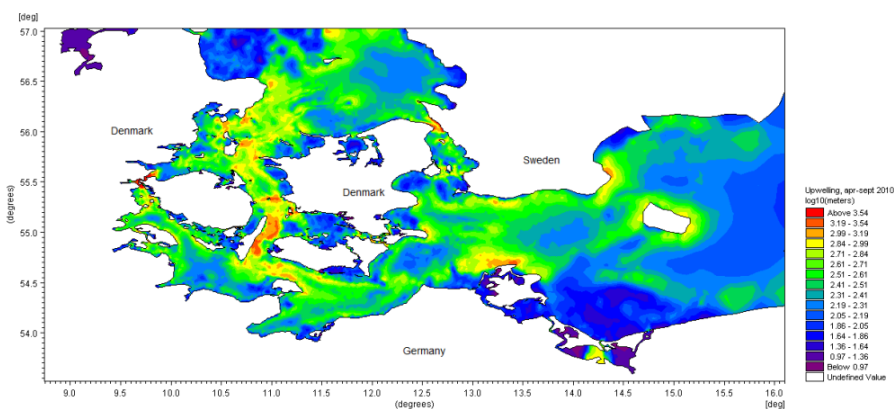 [deg]
57.0
56.5
56.0
55.5
55.0
54.5
54.0
(degrees)
Denmark
Denmark
Sweden
Germany
9.0 9.5 10.0 10.5 11.0 11.5 12.0 12.5 13.0 13.5 14.0 14.5 15.0 15.5 16.0
(degrees)
[deg]
Upwelling, apr-sept 2010
log10(meters)
Above 3.54
3.19 - 3.54
2.99 - 3.19
2.84 - 2.99
2.71 - 2.84
2.61 - 2.71
2.51 - 2.61
2.41 - 2.51
2.31 - 2.41
2.19 - 2.31
2.05 - 2.19
1.86 - 2.05
1.64 - 1.86
1.36 - 1.64
0.97 - 1.36
Below 0.97
Undefined Value